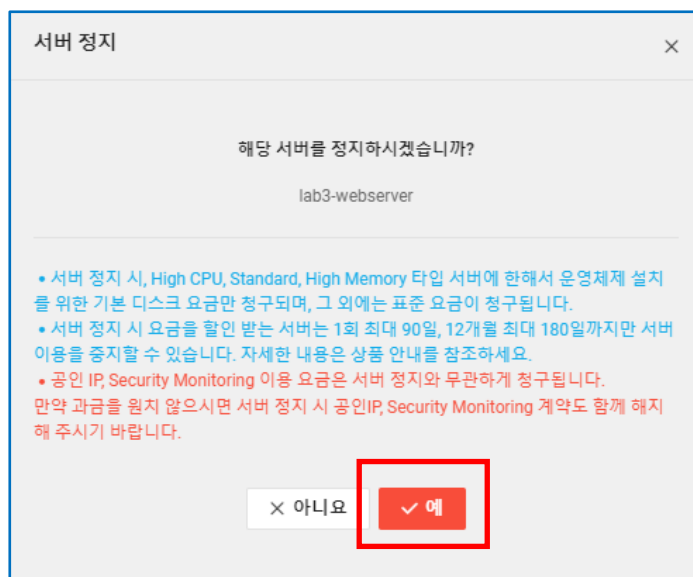 서버 정지
해당 서버를 정지하시겠습니까?
lab3-webserver
• 서버 정지 시, High CPU, Standard, High Memory 타입 서버에 한해서 운영체제 설치
를 위한 기본 디스크 요금만 청구되며, 그 외에는 표준 요금이 청구됩니다.
• 서버 정지 시 요금을 할인 받는 서버는 1회 최대 90일, 12개월 최대 180일까지만 서버
이용을 중지할 수 있습니다. 자세한 내용은 상품 안내를 참조하세요.
• 공인 IP, Security Monitoring 이용 요금은 서버 정지와 무관하게 청구됩니다.
만약 과금을 원치 않으시면 서버 정지 시 공인IP, Security Monitoring 계약도 함께 해지
해 주시기 바랍니다.
아니요 예